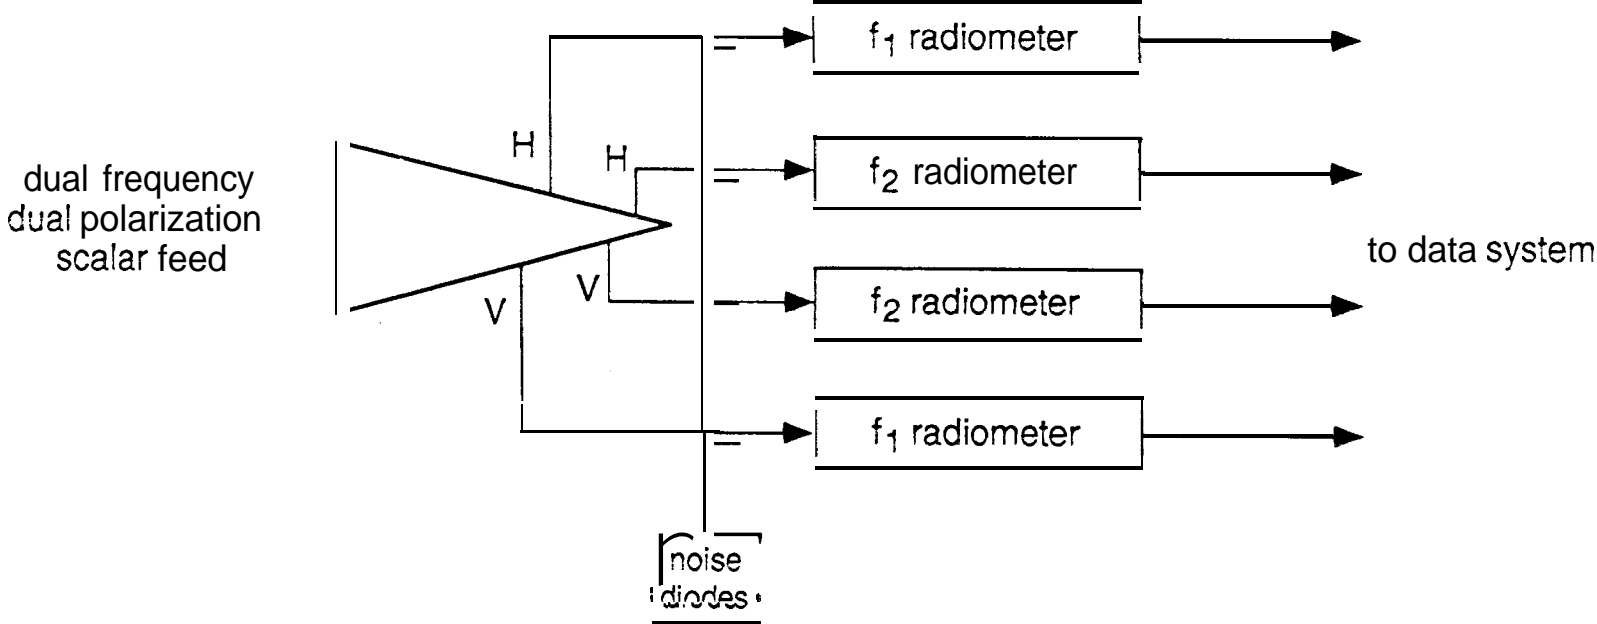 f1 radiometer
H
H
dual frequency
dual polarization
scalar feed
f2 radiometer
to data system
V
V
f2 radiometer
f1 radiometer
noise
diodes